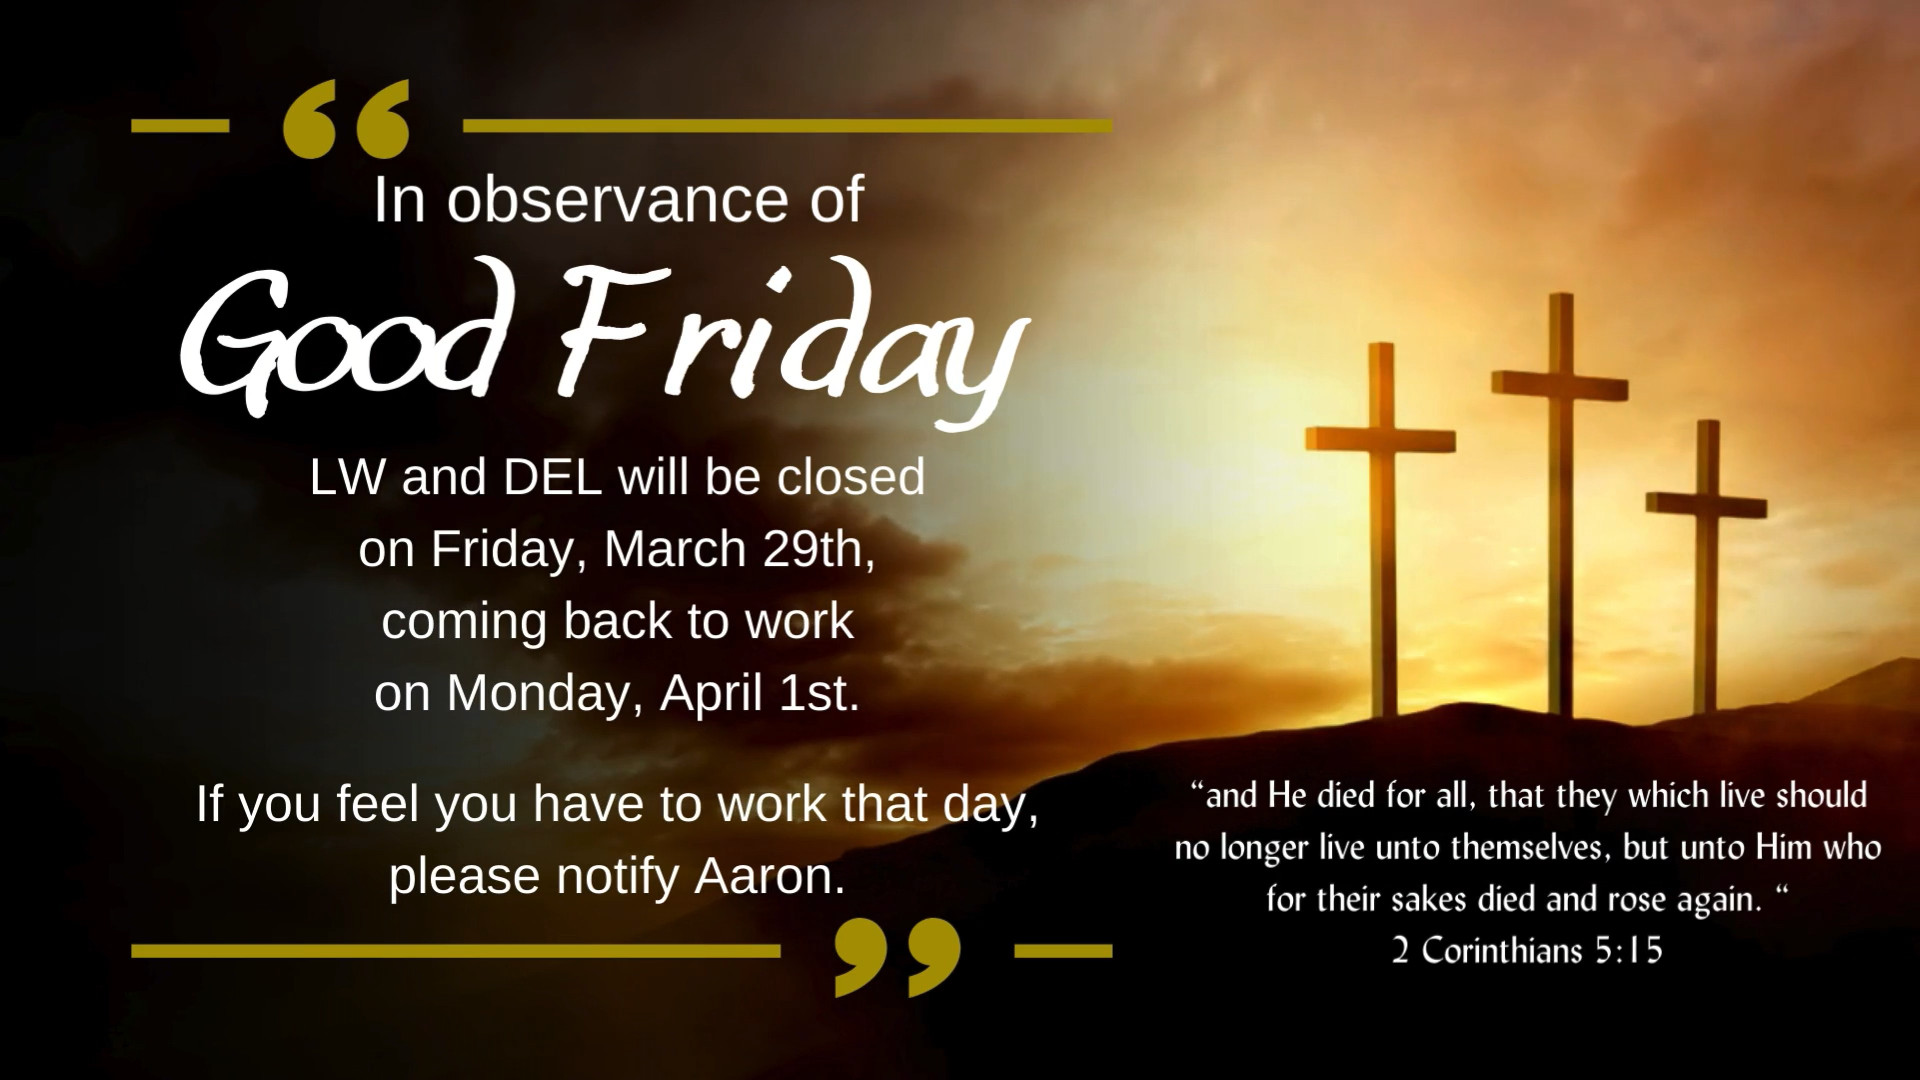 “
In observance of
Good Friday
LW and DEL will be closed
on Friday, March 29th,
coming back to work
on Monday, April 1st.
If you feel you have to work that day,
please notify Aaron.
”
“and He died for all, that they which live should
no longer live unto themselves, but unto Him who
for their sakes died and rose again. “
2 Corinthians 5:15